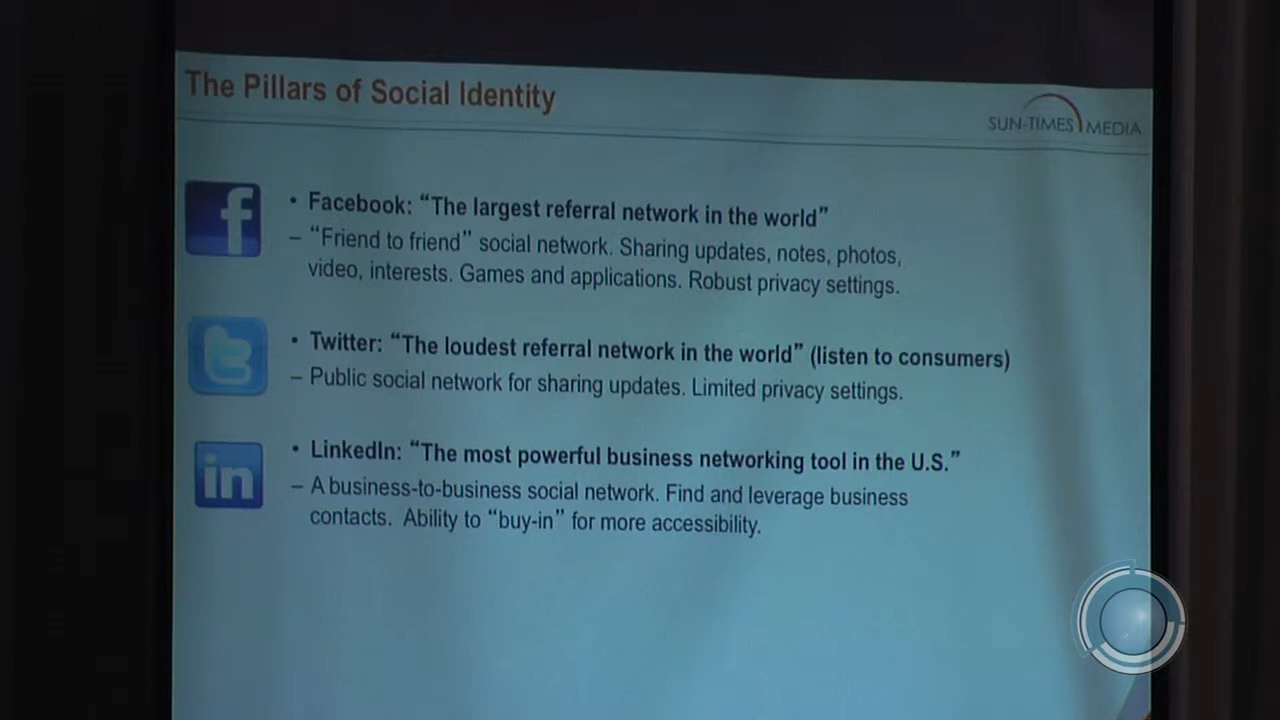 The Pillars of Social Identity
SUN-TIMES MEDIA
f
• Facebook: “The largest referral network in the world”
– “Friend to friend” social network. Sharing updates, notes, photos,
video, interests. Games and applications. Robust privacy settings.
t
• Twitter: “The loudest referral network in the world” (listen to consumers)
– Public social network for sharing updates. Limited privacy settings.
in
• LinkedIn: “The most powerful business networking tool in the U.S.”
– A business-to-business social network. Find and leverage business
contacts. Ability to “buy-in” for more accessibility.